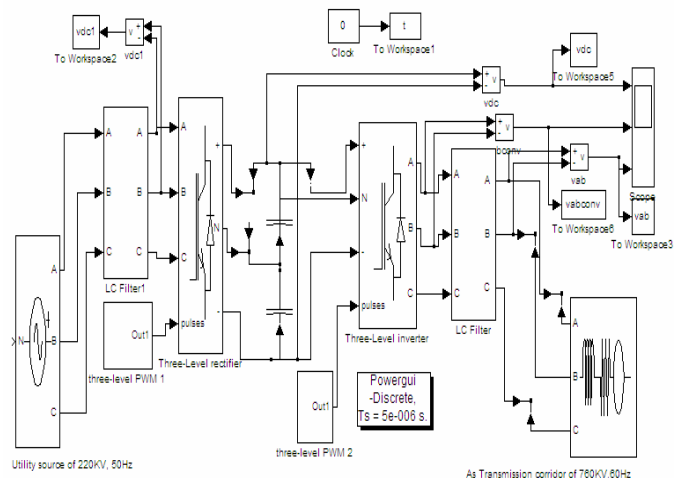 vdc1
To Workspace2
+
-
v
vdc1
0
Clock
t
To Workspace1
+
-
v
vdc
vdc
To Workspace5
+
-
v
bconv
+
-
v
vab
Scope
vabconv
To Workspace6
vab
To Workspace3
A
B
C
A
B
C
LC Filter1
A
B
C
pulses
+
N
-
Three-Level rectifier
+
N
-
pulses
A
B
C
Three-Level inverter
A
B
C
A
B
C
LC Filter
N
A
B
C
Utility source of 220KV, 50Hz
Out1
three-level PWM 1
Out1
three-level PWM 2
Powergui
-Discrete,
Ts = 5e-006 s.
A
B
C
As Transmission corridor of 760KV.60Hz